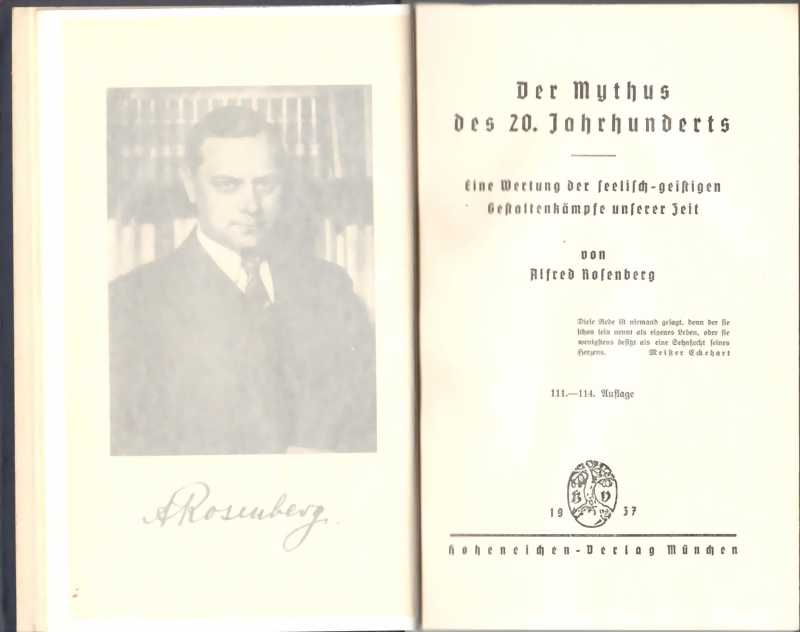 A Rosenberg.
Der Mythus
des 20. Jahrhunderts
Eine Wertung der seelisch-geistigen
Gestaltenkämpfe unserer Zeit
von
Alfred Rosenberg
Diese Rede ist niemand gesagt, denn der sie
schon sein nennt als eigenes Leben, oder sie
wenigstens besitzt als eine Sehnsucht seines
Herzens. Meister Eckehart
111.—114. Auflage
H V
19 37
Hoheneichen-Verlag München